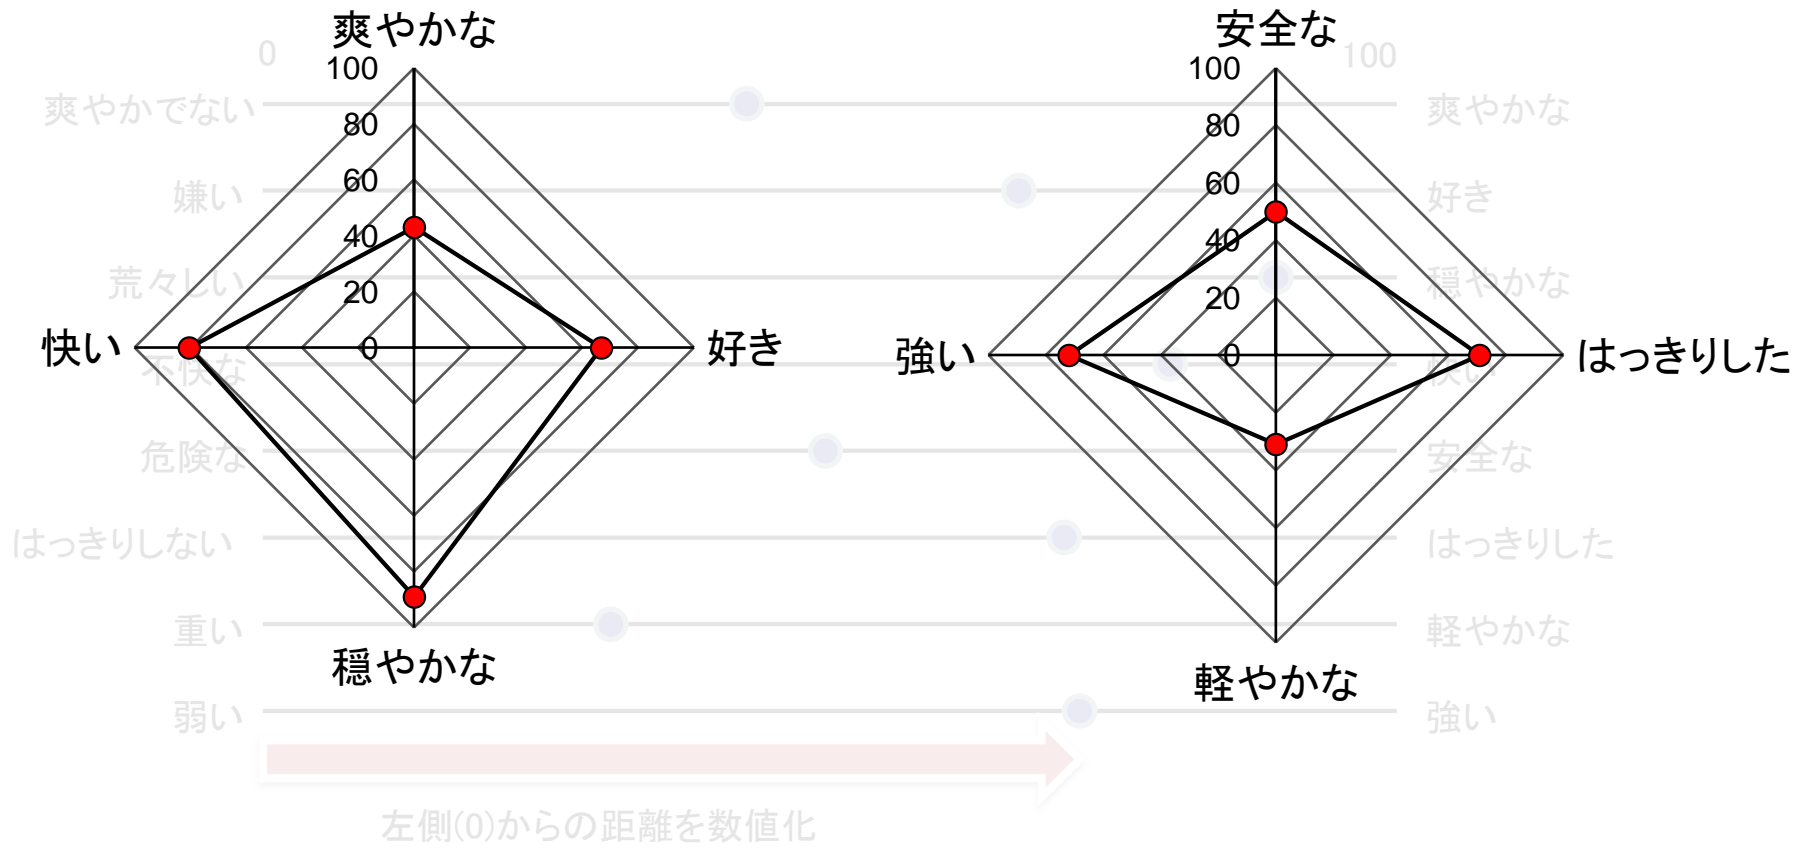 爽やかな
100
80
60
40
20
0
快い
好き
穏やかな
安全な
100
80
60
40
20
0
強い
はっきりした
軽やかな
0
100
爽やかでない
爽やかな
嫌い
好き
荒々しい
穏やかな
不快な
快い
危険な
安全な
はっきりしない
はっきりした
重い
軽やかな
弱い
強い
左側(0)からの距離を数値化